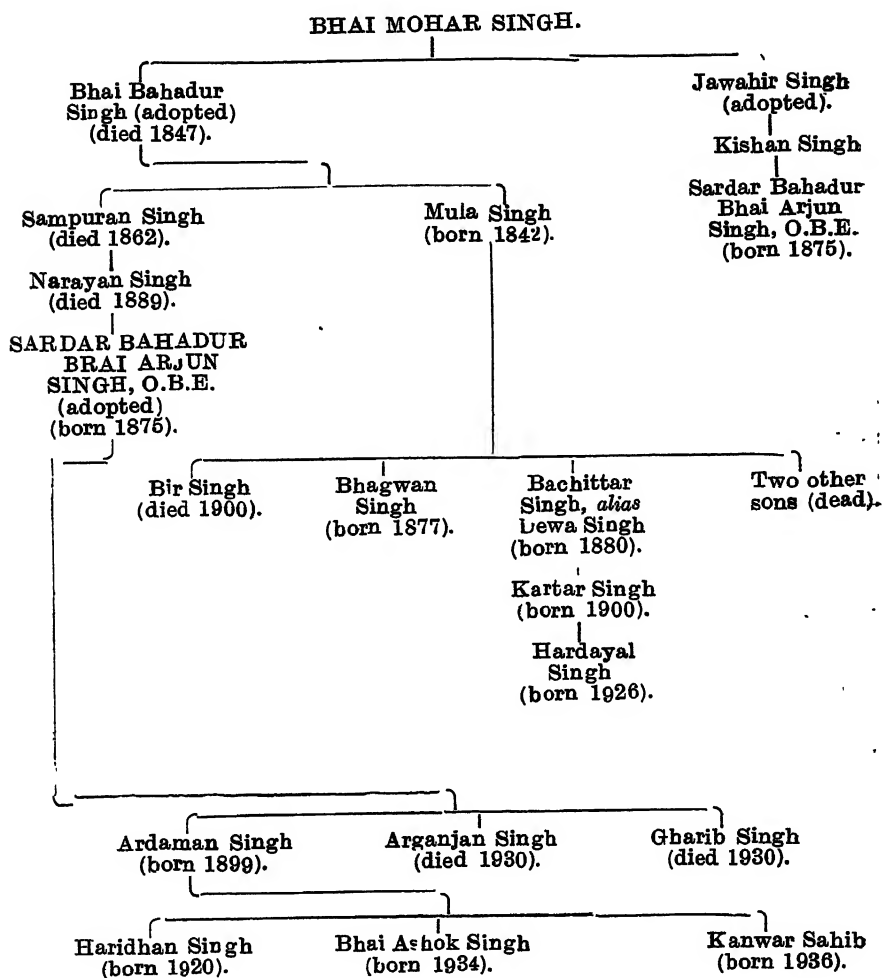 BHAI MOHAR SINGH.
Bhai Bahadur
Singh (adopted)
(died 1847).
Jawahir Singh
(adopted).
Kishan Singh
Sardar Bahadur
Bhai Arjun
Singh, O.B.E.
(born 1875).
Sampuran Singh
(died 1862).
Mula Singh
(born 1842).
Narayan Singh
(died 1889).
SARDAR BAHADUR
BRAI ARJUN
SINGH, O.B.E.
(adopted)
(born 1875).
Bir Singh
(died 1900).
Bhagwan
Singh
(born 1877).
Bachittar
Singh, alias
Dewa Singh
(born 1880).
Two other
sons (dead).
Kartar Singh
(born 1900).
Hardayal
Singh
(born 1926).
Ardaman Singh
(born 1899).
Arganjan Singh
(died 1930).
Gharib Singh
(died 1930).
Haridhan Singh
(born 1920).
Bhai Ashok Singh
(born 1934).
Kanwar Sahib
(born 1936).